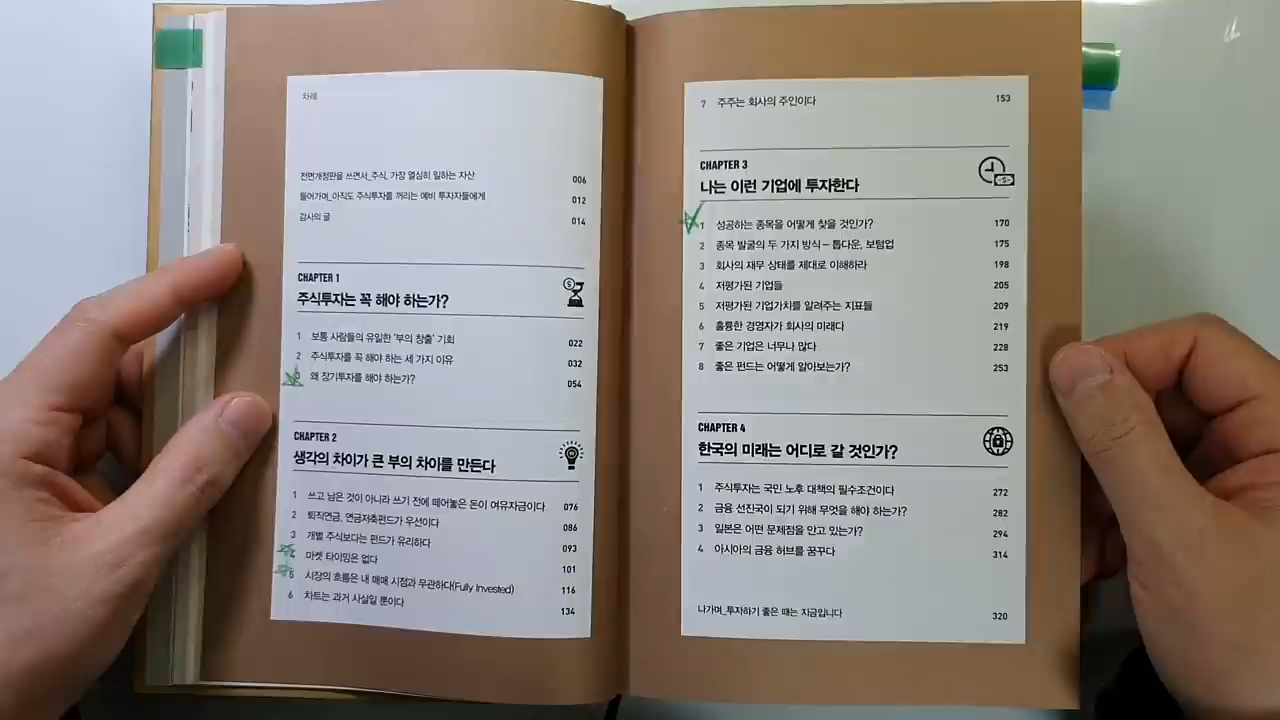 차례
전면개정판을 쓰면서_주식, 가장 열심히 일하는 자산 006
들어가며_아직도 주식투자를 꺼리는 예비 투자자들에게 012
감사의 글 014
CHAPTER 1
주식투자는 꼭 해야 하는가?
1 보통 사람들의 유일한 '부의 창출' 기회 022
2 주식투자를 꼭 해야 하는 세 가지 이유 032
3 왜 장기투자를 해야 하는가? 054
CHAPTER 2
생각의 차이가 큰 부의 차이를 만든다
1 쓰고 남은 것이 아니라 쓰기 전에 떼어놓은 돈이 여유자금이다 076
2 퇴직연금, 연금저축펀드가 우선이다 086
3 개별 주식보다는 펀드가 유리하다 093
4 마켓 타이밍은 없다 101
5 시장의 흐름은 내 매매 시점과 무관하다(Fully Invested) 116
6 차트는 과거 사실일 뿐이다 134
7 주주는 회사의 주인이다 153
CHAPTER 3
나는 이런 기업에 투자한다
1 성공하는 종목을 어떻게 찾을 것인가? 170
2 종목 발굴의 두 가지 방식 – 톱다운, 보텀업 175
3 회사의 재무 상태를 제대로 이해하라 198
4 저평가된 기업들 205
5 저평가된 기업가치를 알려주는 지표들 209
6 훌륭한 경영자가 회사의 미래다 219
7 좋은 기업은 너무나 많다 228
8 좋은 펀드는 어떻게 알아보는가? 253
CHAPTER 4
한국의 미래는 어디로 갈 것인가?
1 주식투자는 국민 노후 대책의 필수조건이다 272
2 금융 선진국이 되기 위해 무엇을 해야 하는가? 282
3 일본은 어떤 문제점을 안고 있는가? 294
4 아시아의 금융 허브를 꿈꾸다 314
나가며_투자하기 좋은 때는 지금입니다 320